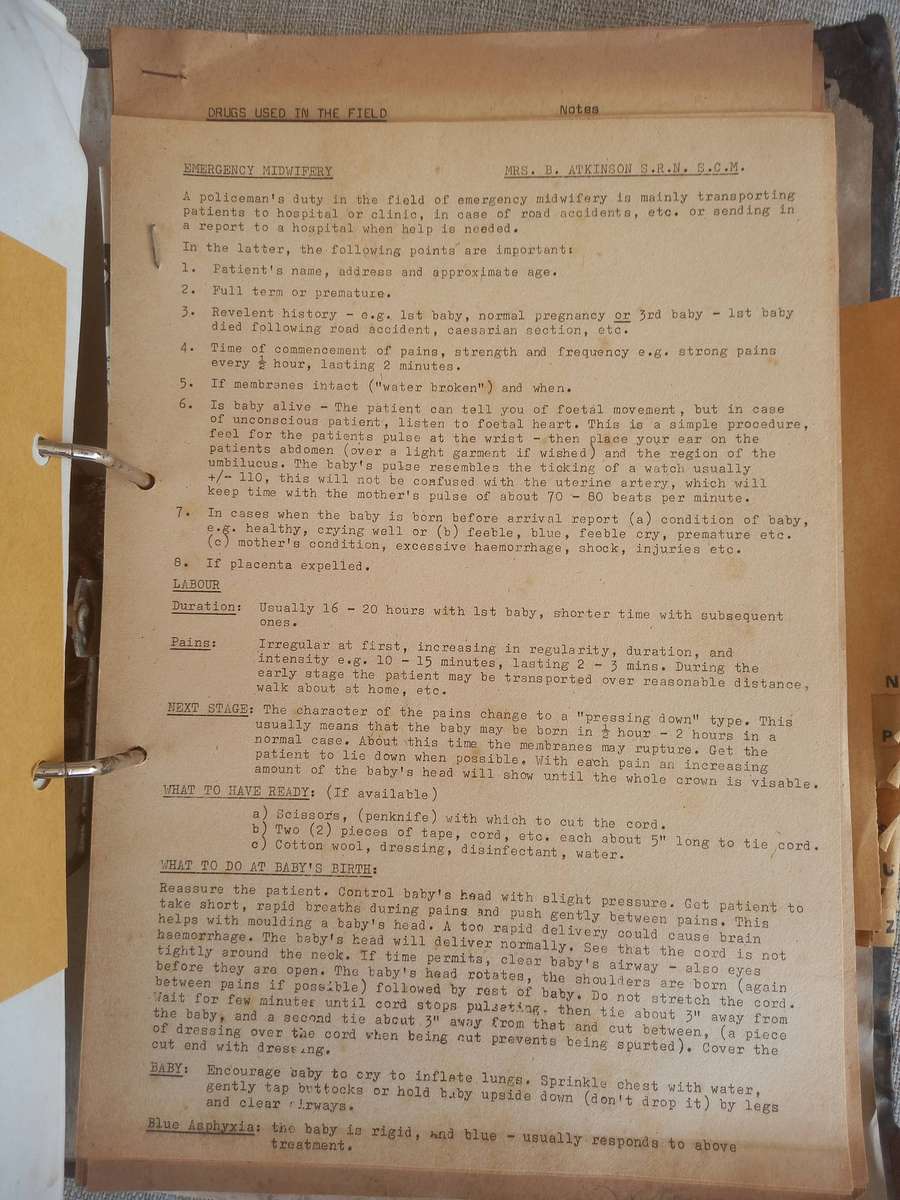 DRUGS USED IN THE FIELD Notes
EMERGENCY MIDWIFERY MRS. B. ATKINSON S.R.N. S.C.M.
A policeman's duty in the field of emergency midwifery is mainly transporting
patients to hospital or clinic, in case of road accidents, etc. or sending in
a report to a hospital when help is needed.
In the latter, the following points are important:
1. Patient's name, address and approximate age.
2. Full term or premature.
3. Revelent history - e.g. 1st baby, normal pregnancy or 3rd baby - 1st baby
died following road accident, caesarian section, etc.
4. Time of commencement of pains, strength and frequency e.g. strong pains
every ½ hour, lasting 2 minutes.
5. If membranes intact ("water broken") and when.
6. Is baby alive - The patient can tell you of foetal movement, but in case
of unconscious patient, listen to foetal heart. This is a simple procedure,
feel for the patients pulse at the wrist - then place your ear on the
patients abdomen (over a light garment if wished) and the region of the
umbilucus. The baby's pulse resembles the ticking of a watch usually
+/- 110, this will not be confused with the uterine artery, which will
keep time with the mother's pulse of about 70 - 80 beats per minute.
7. In cases when the baby is born before arrival report (a) condition of baby,
e.g. healthy, crying well or (b) feeble, blue, feeble cry, premature etc.
(c) mother's condition, excessive haemorrhage, shock, injuries etc.
8. If placenta expelled.
LABOUR
Duration: Usually 16 - 20 hours with 1st baby, shorter time with subsequent
ones.
Pains: Irregular at first, increasing in regularity, duration, and
intensity e.g. 10 - 15 minutes, lasting 2 - 3 mins. During the
early stage the patient may be transported over reasonable distance,
walk about at home, etc.
NEXT STAGE: The character of the pains change to a "pressing down" type. This
usually means that the baby may be born in ½ hour - 2 hours in a
normal case. About this time the membranes may rupture. Get the
patient to lie down when possible. With each pain an increasing
amount of the baby's head will show until the whole crown is visable.
WHAT TO HAVE READY: (If available)
a) Scissors, (penknife) with which to cut the cord.
b) Two (2) pieces of tape, cord, etc. each about 5" long to tie cord.
c) Cotton wool, dressing, disinfectant, water.
WHAT TO DO AT BABY'S BIRTH:
Reassure the patient. Control baby's head with slight pressure. Get patient to
take short, rapid breaths during pains and push gently between pains. This
helps with moulding a baby's head. A too rapid delivery could cause brain
haemorrhage. The baby's head will deliver normally. See that the cord is not
tightly around the neck. If time permits, clear baby's airway - also eyes
before they are open. The baby's head rotates, the shoulders are born (again
between pains if possible) followed by rest of baby. Do not stretch the cord.
Wait for few minutes until cord stops pulsating, then tie about 3" away from
the baby, and a second tie about 3" away from that and cut between, (a piece
of dressing over the cord when being cut prevents being spurted). Cover the
cut end with dressing.
BABY: Encourage baby to cry to inflate lungs. Sprinkle chest with water,
gently tap buttocks or hold baby upside down (don't drop it) by legs
and clear airways.
Blue Asphyxia: the baby is rigid, and blue - usually responds to above
treatment.
N
P
Z